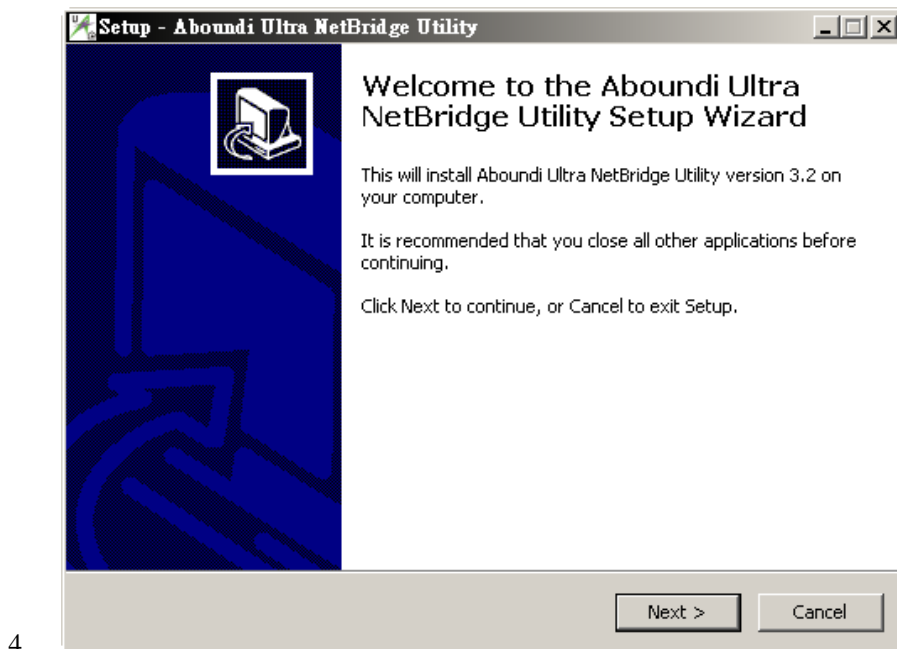 Setup - Aboundi Ultra NetBridge Utility
Welcome to the Aboundi Ultra
NetBridge Utility Setup Wizard
This will install Aboundi Ultra NetBridge Utility version 3.2 on
your computer.
It is recommended that you close all other applications before
continuing.
Click Next to continue, or Cancel to exit Setup.
Next >
Cancel
4